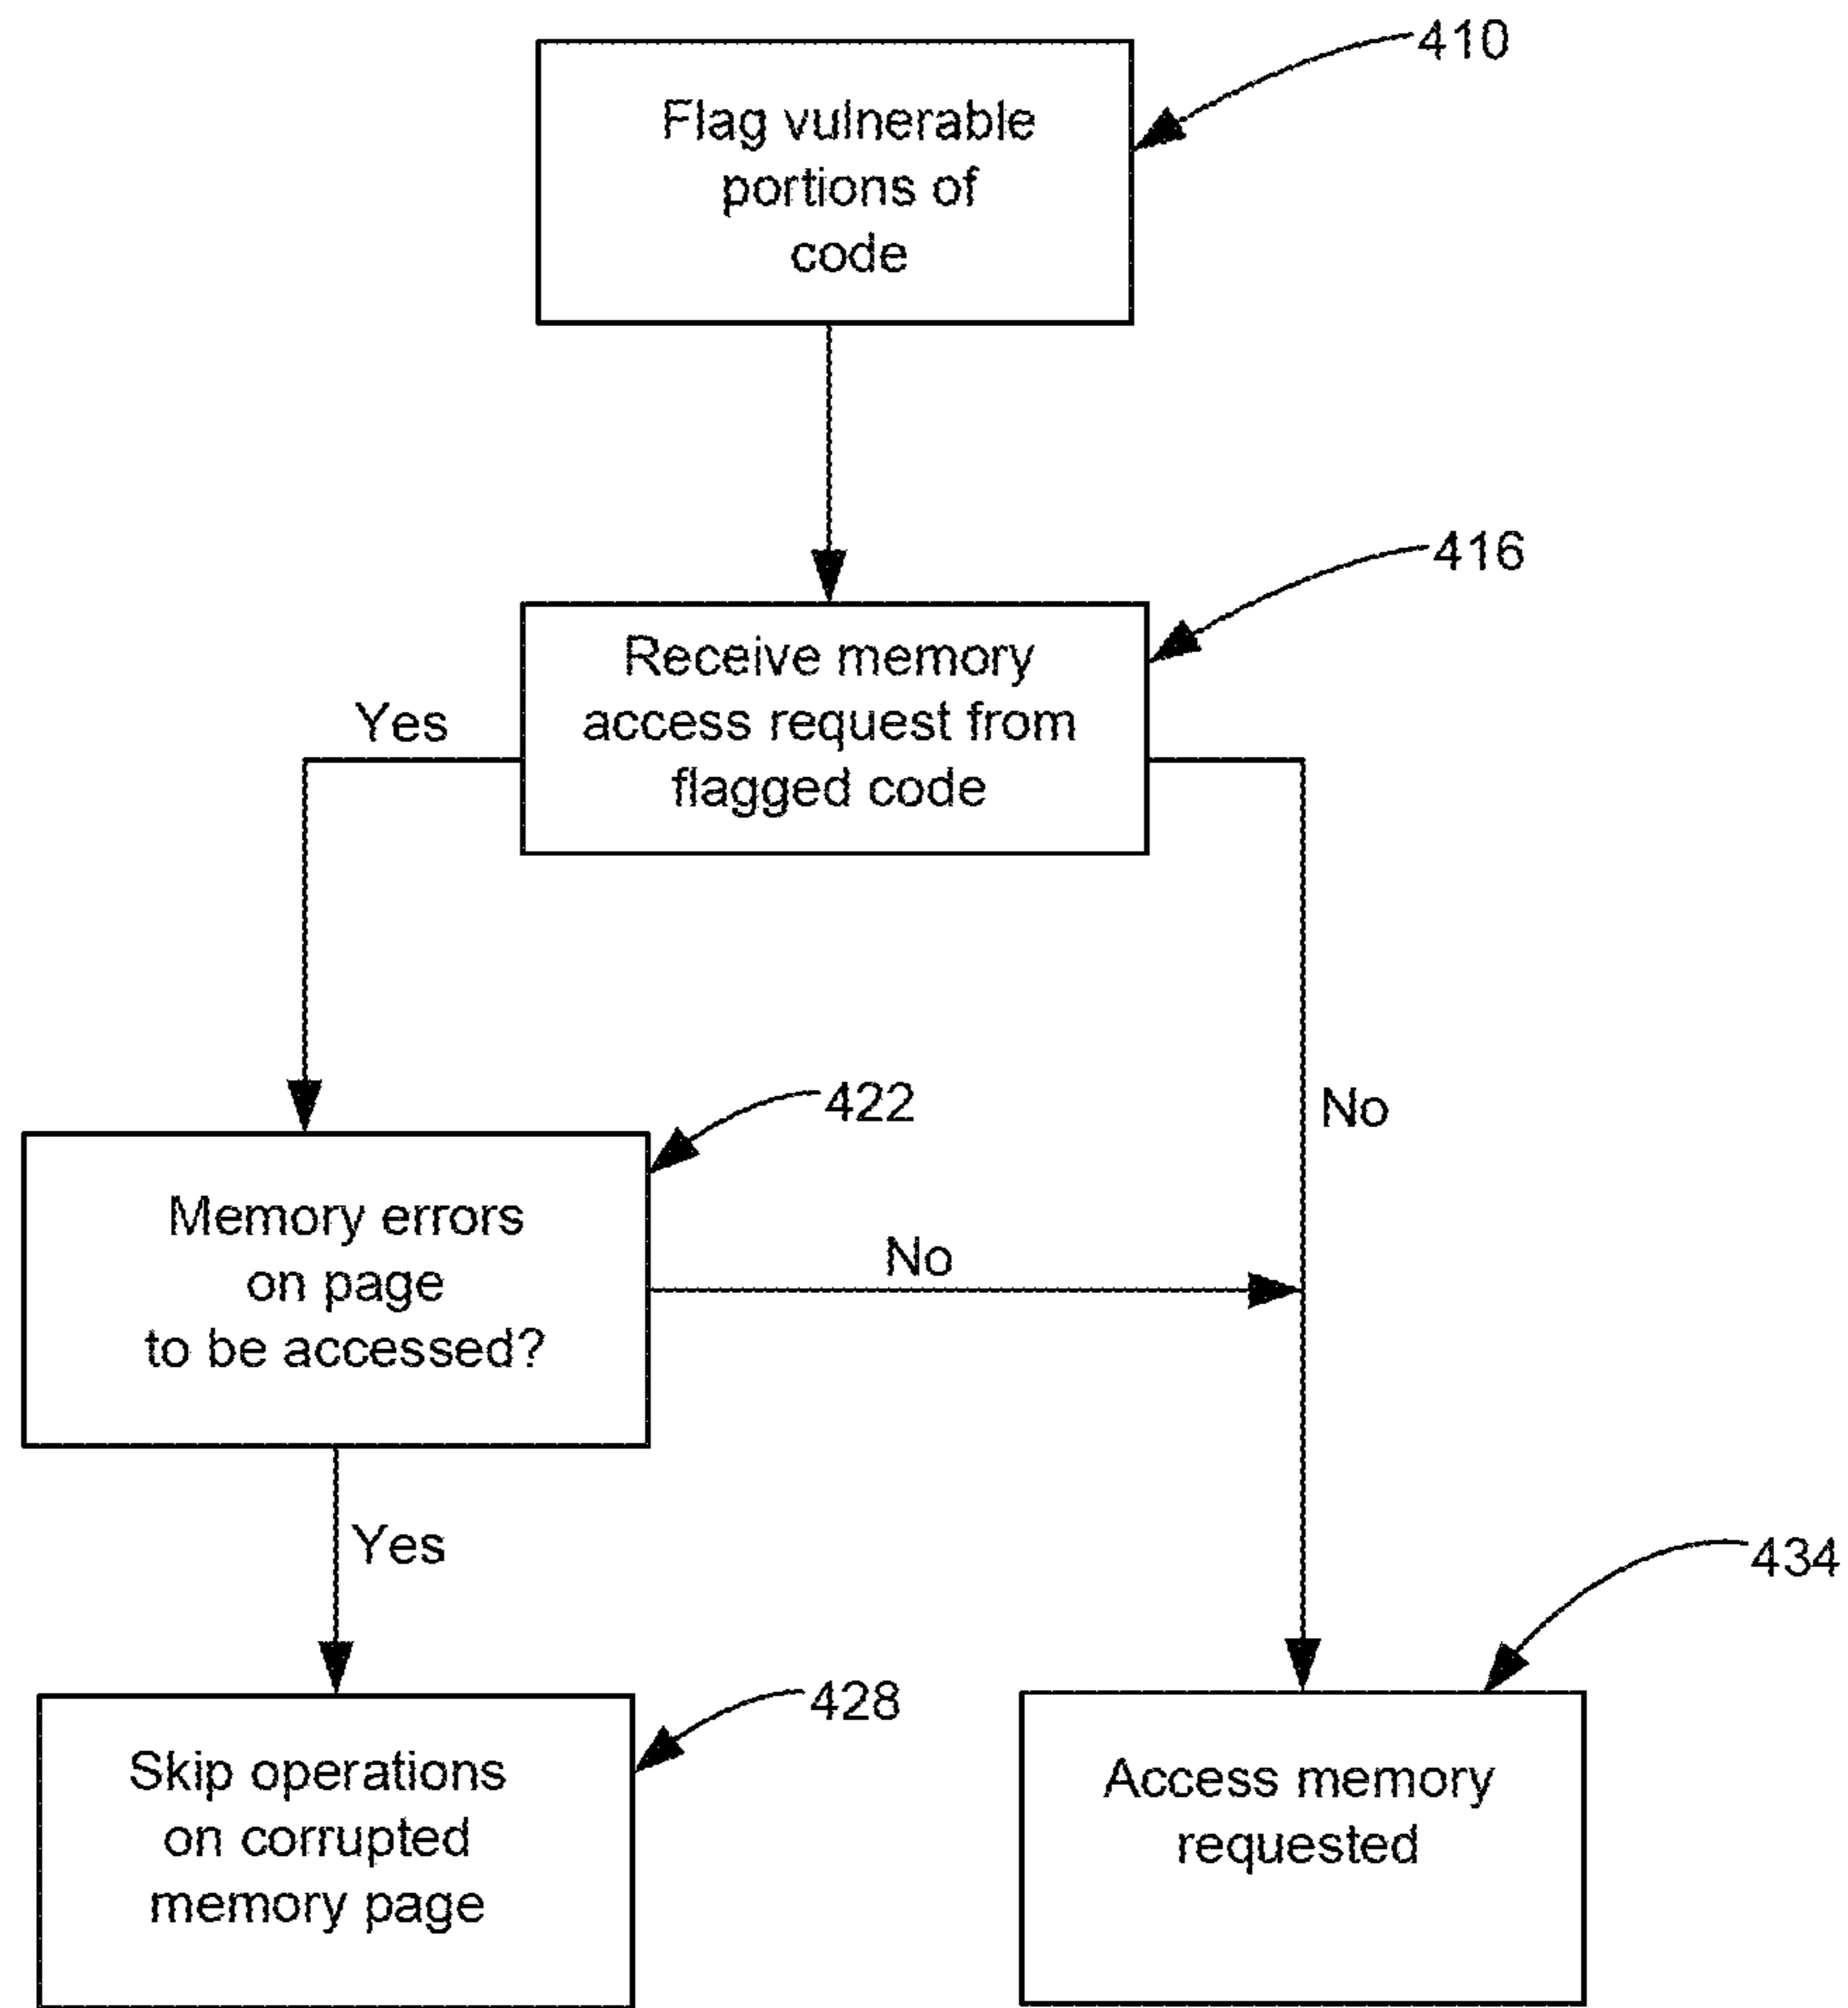 410
Flag vulnerable
portions of
code
416
Receive memory
access request from
flagged code
Yes
No
422
Memory errors
on page
to be accessed?
No
Yes
428
Skip operations
on corrupted
memory page
434
Access memory
requested